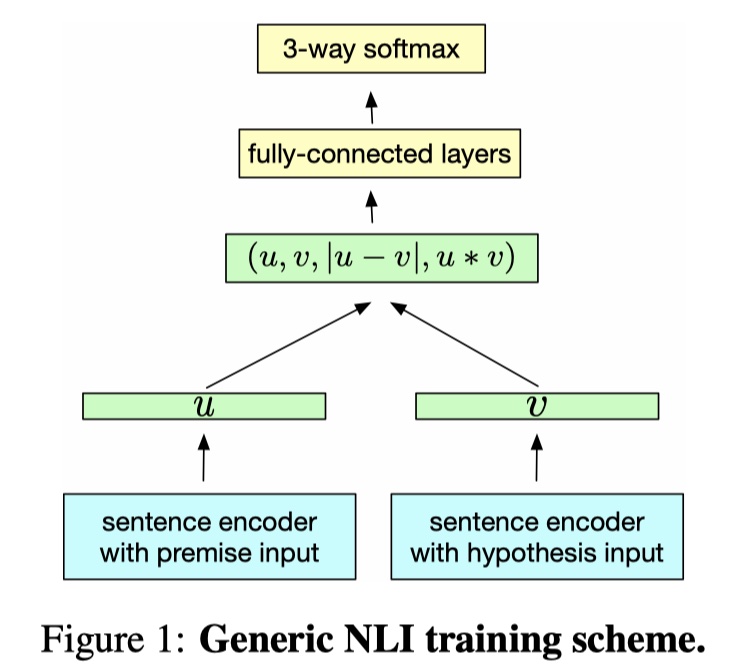 3-way softmax
fully-connected layers
(u, v, |u − v|, u ∗ v)
u
v
sentence encoder
with premise input
sentence encoder
with hypothesis input
Figure 1: Generic NLI training scheme.